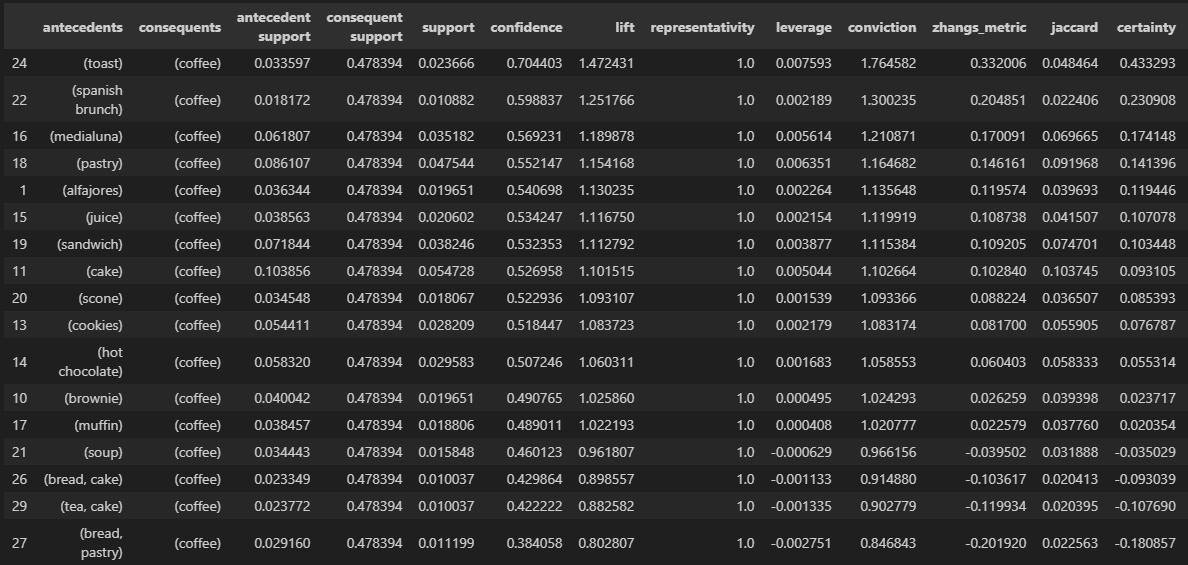 antecedents consequents antecedent support consequent support support confidence lift representativity leverage conviction zhangs_metric jaccard certainty
24 (toast) (coffee) 0.033597 0.478394 0.023666 0.704403 1.472431 1.0 0.007593 1.764582 0.332006 0.048464 0.433293
22 (spanish brunch) (coffee) 0.018172 0.478394 0.010882 0.598837 1.251766 1.0 0.002189 1.300235 0.204851 0.022406 0.230908
16 (medialuna) (coffee) 0.061807 0.478394 0.035182 0.569231 1.189878 1.0 0.005614 1.210871 0.170091 0.069665 0.174148
18 (pastry) (coffee) 0.086107 0.478394 0.047544 0.552147 1.154168 1.0 0.006351 1.164682 0.146161 0.091968 0.141396
1 (alfajores) (coffee) 0.036344 0.478394 0.019651 0.540698 1.130235 1.0 0.002264 1.135648 0.119574 0.039693 0.119446
15 (juice) (coffee) 0.038563 0.478394 0.020602 0.534247 1.116750 1.0 0.002154 1.119919 0.108738 0.041507 0.107078
19 (sandwich) (coffee) 0.071844 0.478394 0.038246 0.532353 1.112792 1.0 0.003877 1.115384 0.109205 0.074701 0.103448
11 (cake) (coffee) 0.103856 0.478394 0.054728 0.526958 1.101515 1.0 0.005044 1.102664 0.102840 0.103745 0.093105
20 (scone) (coffee) 0.034548 0.478394 0.018067 0.522936 1.093107 1.0 0.001539 1.093366 0.088224 0.036507 0.085393
13 (cookies) (coffee) 0.054411 0.478394 0.028209 0.518447 1.083723 1.0 0.002179 1.083174 0.081700 0.055905 0.076787
14 (hot chocolate) (coffee) 0.058320 0.478394 0.029583 0.507246 1.060311 1.0 0.001683 1.058553 0.060403 0.058333 0.055314
10 (brownie) (coffee) 0.040042 0.478394 0.019651 0.490765 1.025860 1.0 0.000495 1.024293 0.026259 0.039398 0.023717
17 (muffin) (coffee) 0.038457 0.478394 0.018806 0.489011 1.022193 1.0 0.000408 1.020777 0.022579 0.037760 0.020354
21 (soup) (coffee) 0.034443 0.478394 0.015848 0.460123 0.961807 1.0 -0.000629 0.966156 -0.039502 0.031888 -0.035029
26 (bread, cake) (coffee) 0.023349 0.478394 0.010037 0.429864 0.898557 1.0 -0.001133 0.914880 -0.103617 0.020413 -0.093039
29 (tea, cake) (coffee) 0.023772 0.478394 0.010037 0.422222 0.882582 1.0 -0.001335 0.902779 -0.119934 0.020395 -0.107690
27 (bread, pastry) (coffee) 0.029160 0.478394 0.011199 0.384058 0.802807 1.0 -0.002751 0.846843 -0.201920 0.022563 -0.180857